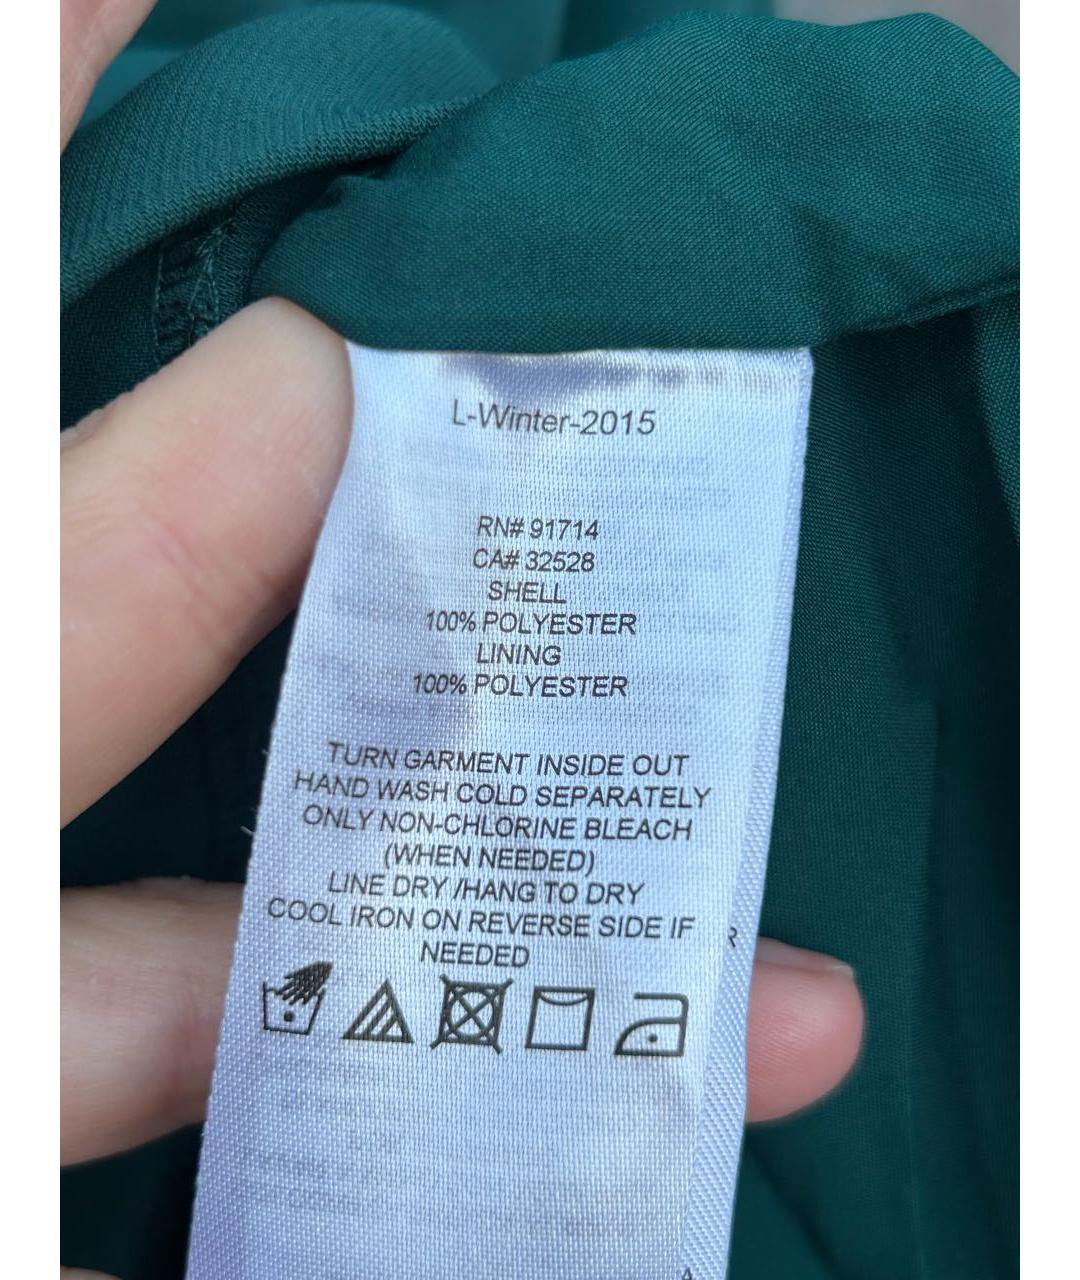 L-Winter-2015
RN# 91714
CA# 32528
SHELL
100% POLYESTER
LINING
100% POLYESTER
TURN GARMENT INSIDE OUT
HAND WASH COLD SEPARATELY
ONLY NON-CHLORINE BLEACH
(WHEN NEEDED)
LINE DRY /HANG TO DRY
COOL IRON ON REVERSE SIDE IF
NEEDED
R
A